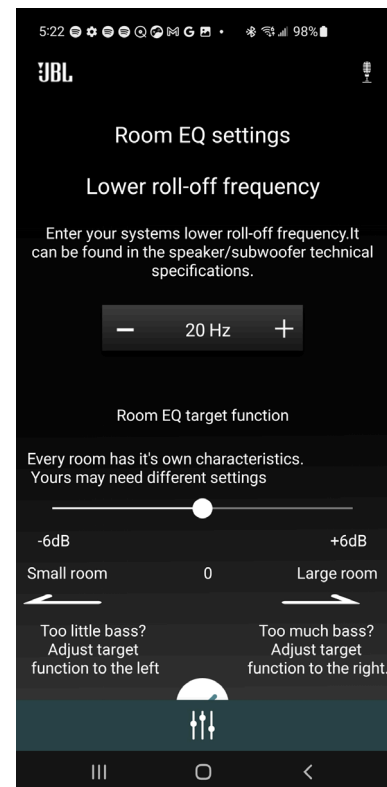 5:22
98%
JBL
Room EQ settings
Lower roll-off frequency
Enter your systems lower roll-off frequency.It
can be found in the speaker/subwoofer technical
specifications.
− 20 Hz +
Room EQ target function
Every room has it's own characteristics.
Yours may need different settings
-6dB +6dB
Small room 0 Large room
Too little bass? Too much bass?
Adjust target Adjust target
function to the left function to the right.